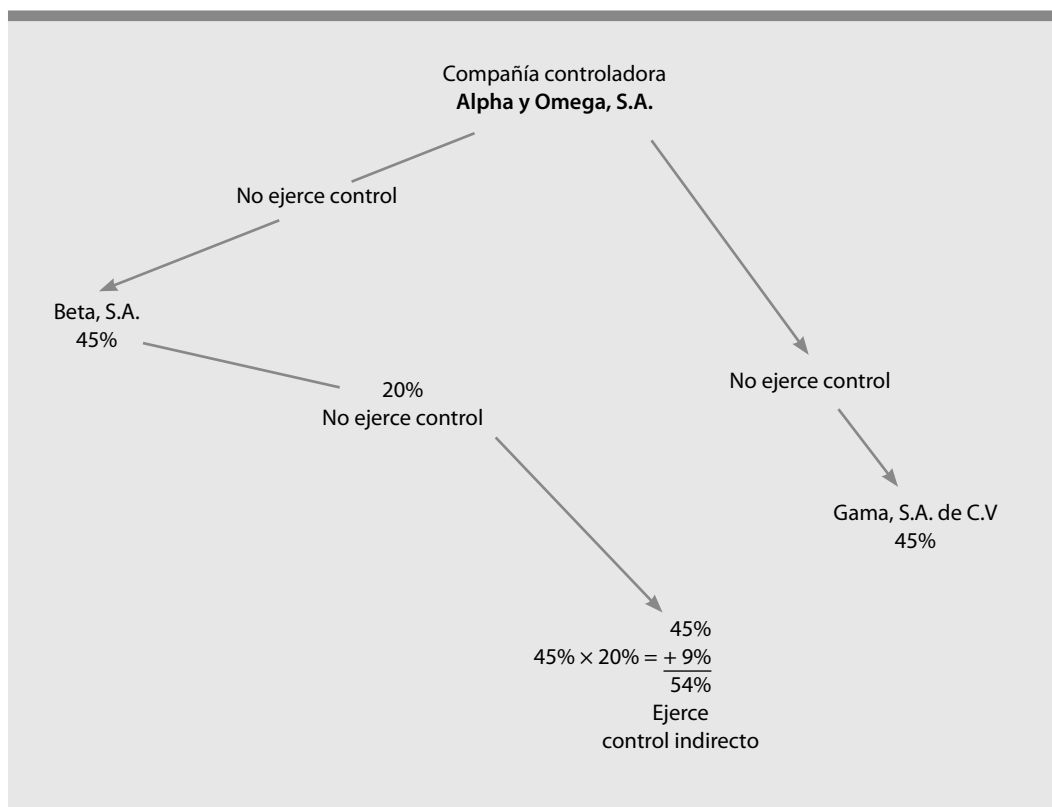 Compañía controladora
Alpha y Omega, S.A.
No ejerce control
Beta, S.A.
45%
20%
No ejerce control
No ejerce control
Gama, S.A. de C.V
45%
45%
45% × 20% = + 9%
54%
Ejerce
control indirecto